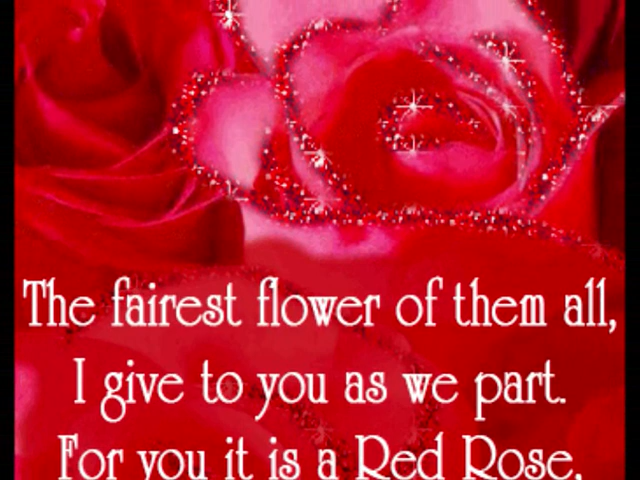 The fairest flower of them all,
I give to you as we part.
For you it is a Red Rose,